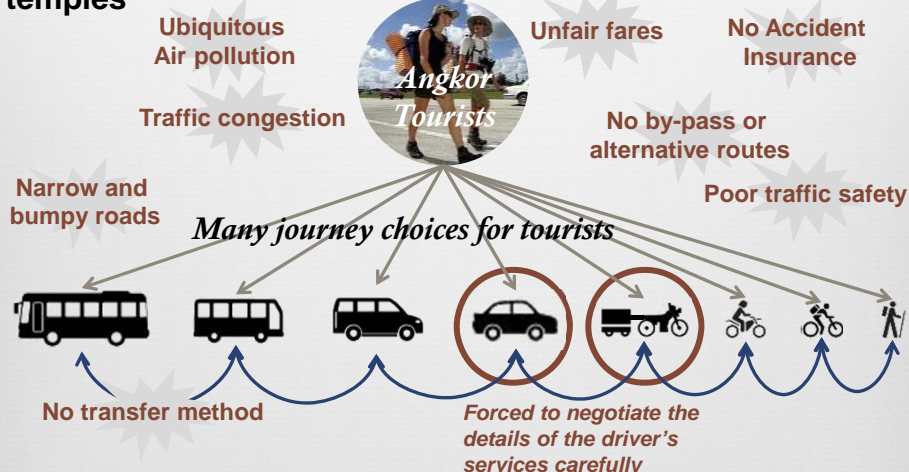 temples
Ubiquitous
Air pollution
Unfair fares
No Accident
Insurance
Angkor
Tourists
Traffic congestion
No by-pass or
alternative routes
Narrow and
bumpy roads
Poor traffic safety
Many journey choices for tourists
No transfer method
Forced to negotiate the
details of the driver's
services carefully